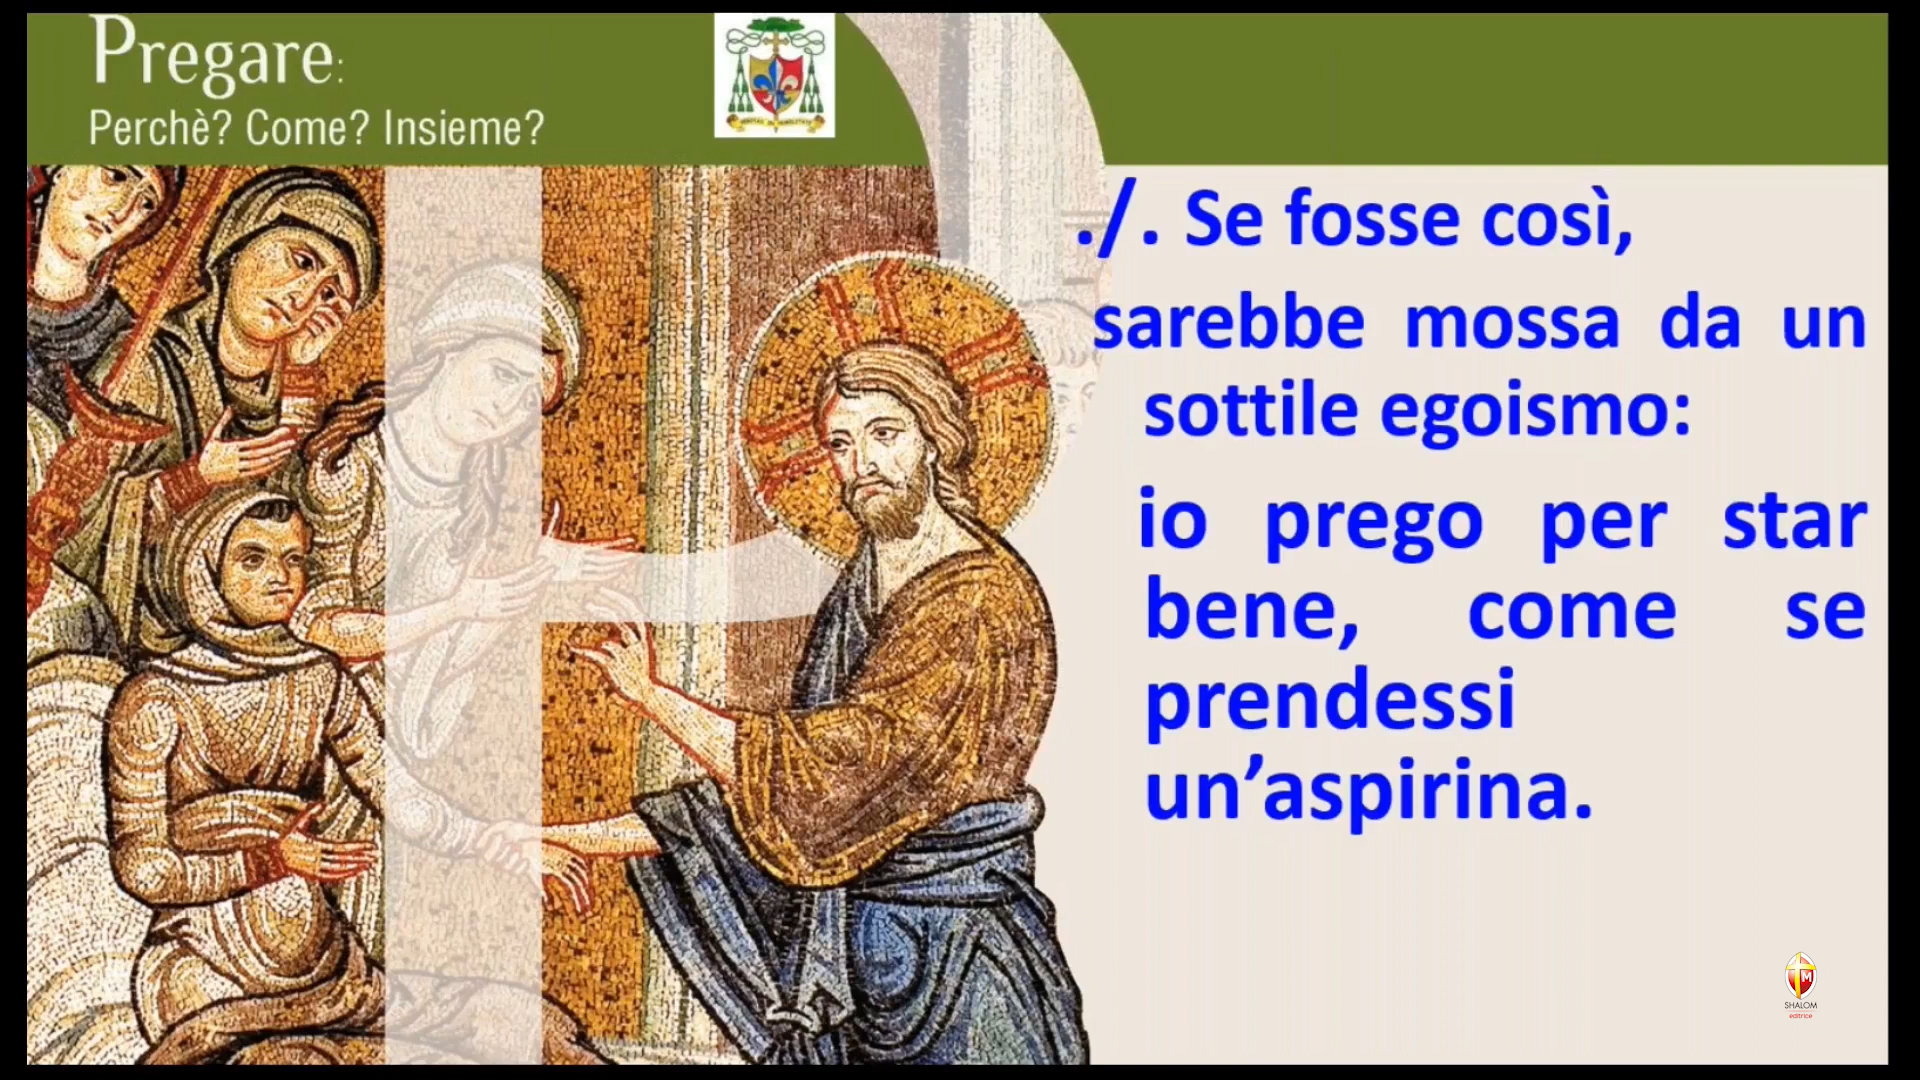 Pregare:
Perchè? Come? Insieme?
./. Se fosse così,
sarebbe mossa da un
sottile egoismo:
io prego per star
bene, come se
prendessi
un’aspirina.
M
SHALOM
editrice